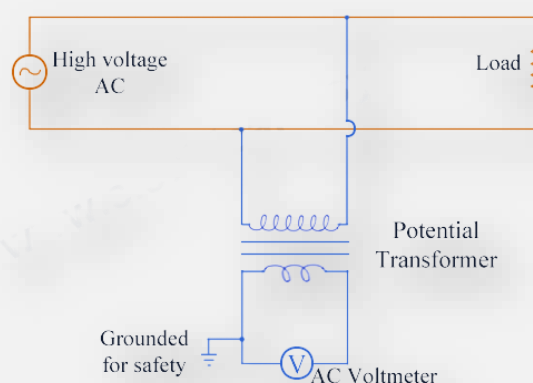 High voltage
AC
Load
Potential
Transformer
Grounded
for safety
V
AC Voltmeter